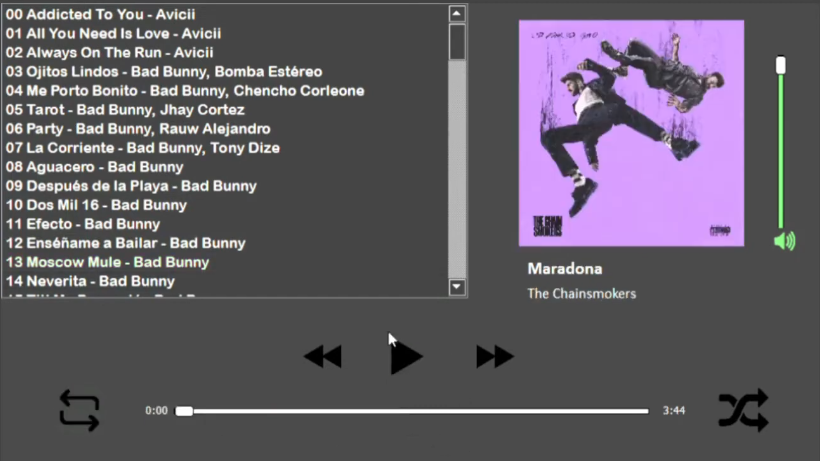 00 Addicted To You - Avicii
01 All You Need Is Love - Avicii
02 Always On The Run - Avicii
03 Ojitos Lindos - Bad Bunny, Bomba Estéreo
04 Me Porto Bonito - Bad Bunny, Chencho Corleone
05 Tarot - Bad Bunny, Jhay Cortez
06 Party - Bad Bunny, Rauw Alejandro
07 La Corriente - Bad Bunny, Tony Dize
08 Aguacero - Bad Bunny
09 Después de la Playa - Bad Bunny
10 Dos Mil 16 - Bad Bunny
11 Efecto - Bad Bunny
12 Enséñame a Bailar - Bad Bunny
13 Moscow Mule - Bad Bunny
14 Neverita - Bad Bunny
THE CHAIN
SMOKERS
Maradona
The Chainsmokers
0:00
3:44